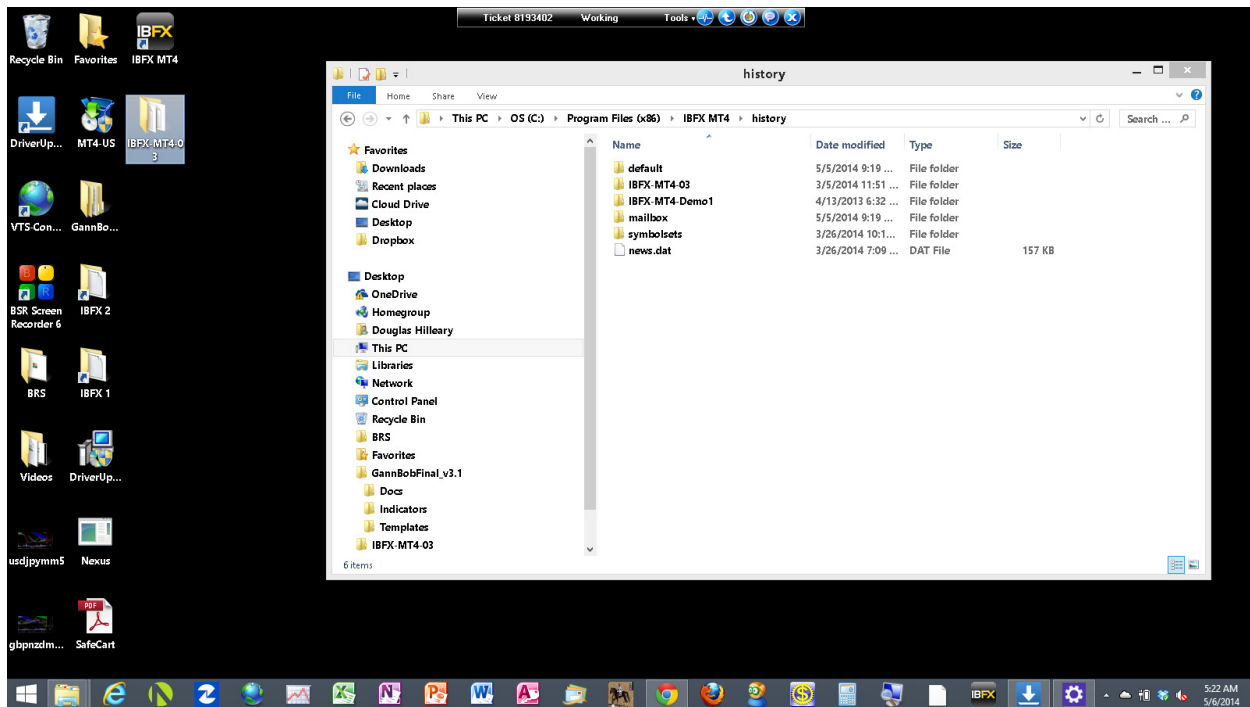 Ticket 8193402 Working Tools
Recycle Bin Favorites IBFX MT4
IBFX
DriverUp... MT4-US IBFX-MT4-0
3
VTS-Con... GannBo...
BSR Screen IBFX 2
Recorder 6
BRS IBFX 1
Videos DriverUp...
usdjpymm5 Nexus
PDF
gbpnzdm... SafeCart
history
File Home Share View
This PC OS (C:) Program Files (x86) IBFX MT4 history Search ...
Name Date modified Type Size
default 5/5/2014 9:19 ... File folder
IBFX-MT4-03 3/5/2014 11:51 ... File folder
IBFX-MT4-Demo1 4/13/2013 6:32 ... File folder
mailbox 5/5/2014 9:19 ... File folder
symbolsets 3/26/2014 10:1... File folder
news.dat 3/26/2014 7:09 ... DAT File 157 KB
Favorites
Downloads
Recent places
Cloud Drive
Desktop
Dropbox
Desktop
OneDrive
Homegroup
Douglas Hilleary
This PC
Libraries
Network
Control Panel
Recycle Bin
BRS
Favorites
GannBobFinal_v3.1
Docs
Indicators
Templates
IBFX-MT4-03
6 items
IBFX
5:22 AM
5/6/2014